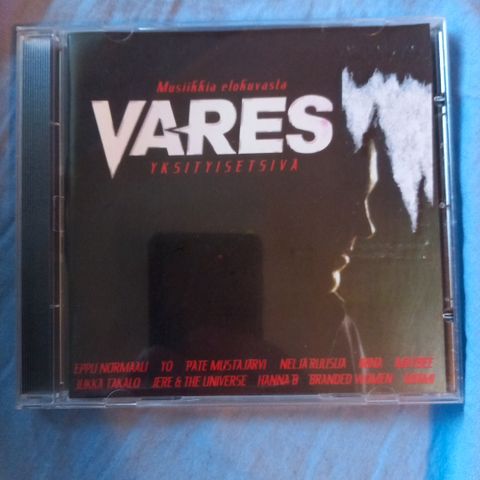 Musiikkia elokuvasta
VARES
YKSITYISETSIVÄ
EPPU NORMAALI YÖ PATE MUSTAJÄRVI NELJÄ RUUSUA
JUKKA TAKALO JERE & THE UNIVERSE HANNA B BRANDED WOMEN